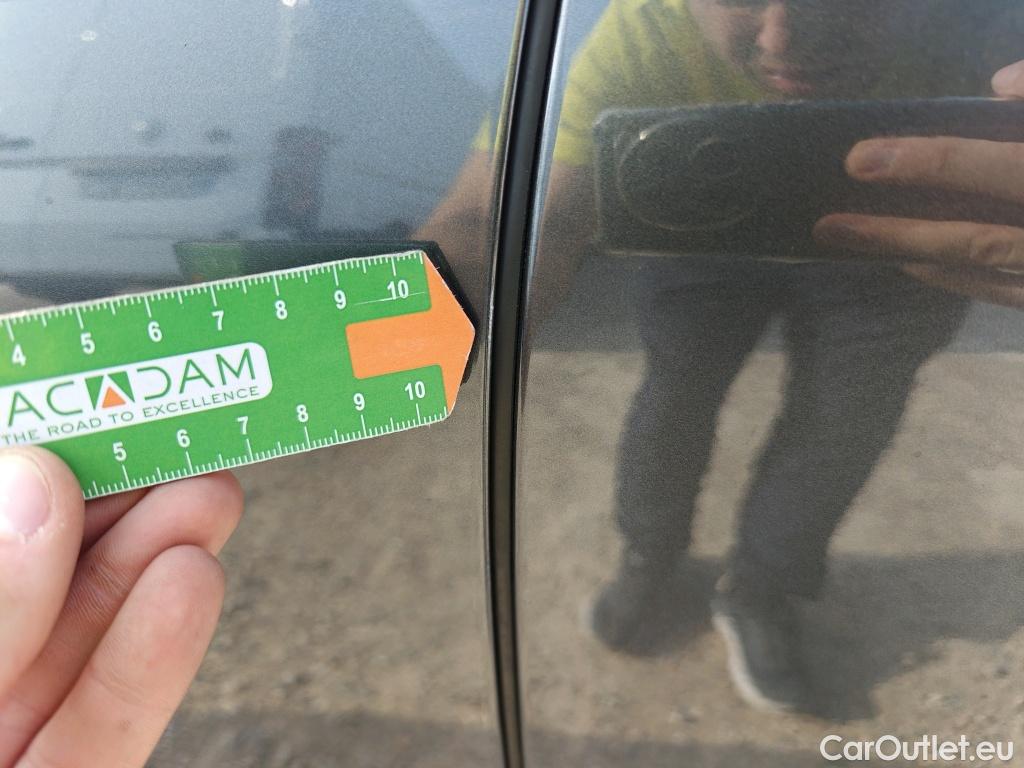 4 5 6 7 8 9 10
ACADAM
THE ROAD TO EXCELLENCE
5 6 7 8 9 10
CarOutlet.eu